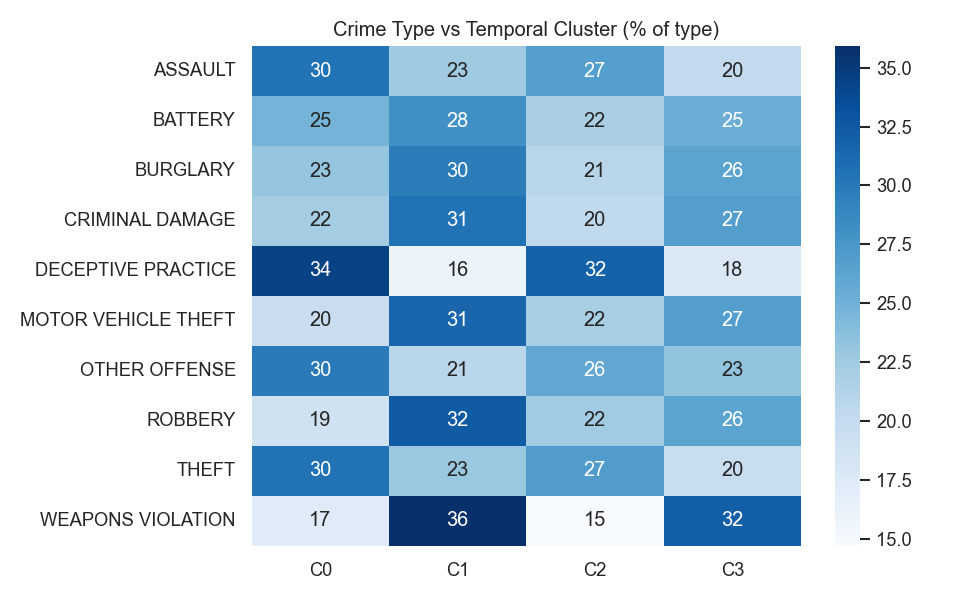 Crime Type vs Temporal Cluster (% of type)
ASSAULT 30 23 27 20
BATTERY 25 28 22 25
BURGLARY 23 30 21 26
CRIMINAL DAMAGE 22 31 20 27
DECEPTIVE PRACTICE 34 16 32 18
MOTOR VEHICLE THEFT 20 31 22 27
OTHER OFFENSE 30 21 26 23
ROBBERY 19 32 22 26
THEFT 30 23 27 20
WEAPONS VIOLATION 17 36 15 32
C0 C1 C2 C3
35.0
32.5
30.0
27.5
25.0
22.5
20.0
17.5
15.0